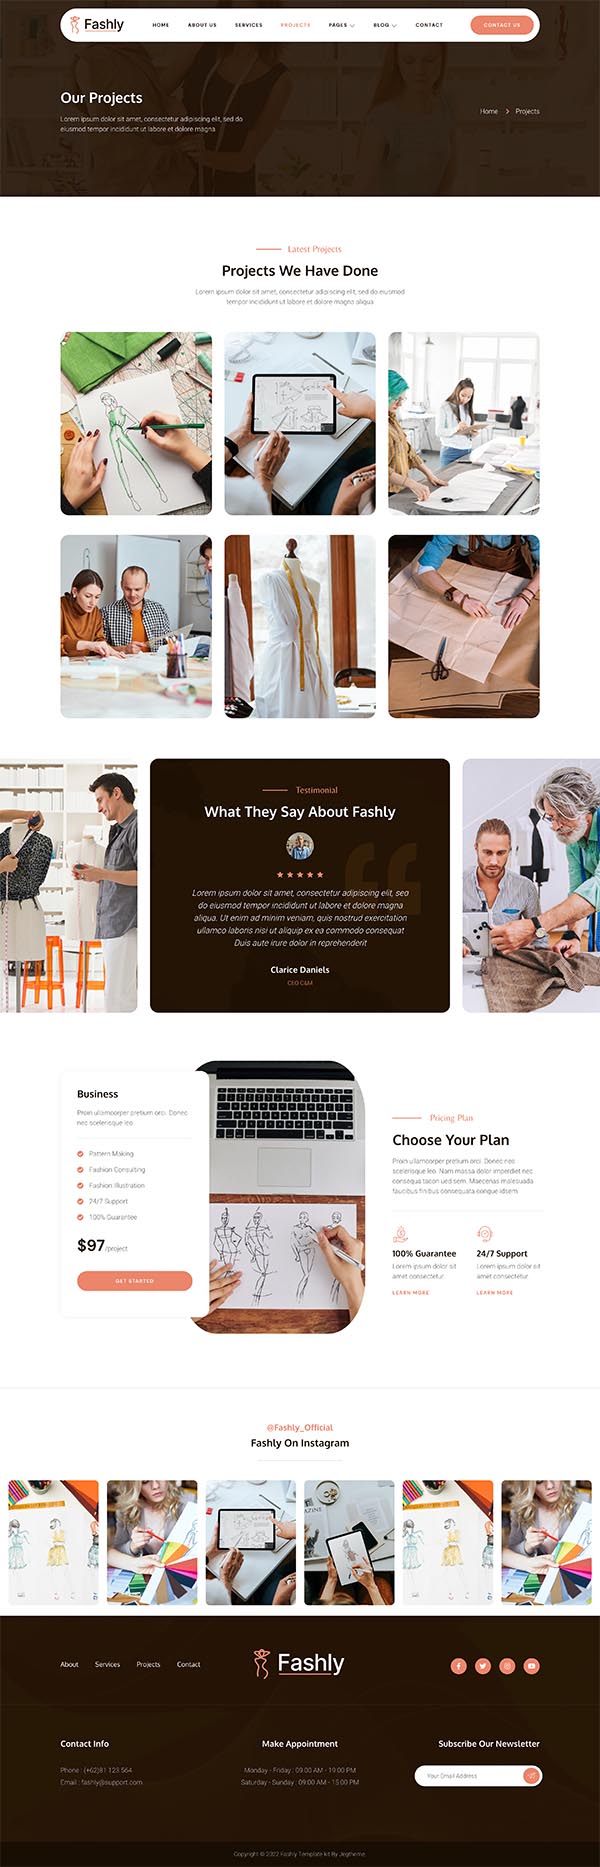 Fashly
HOME ABOUT US SERVICES PROJECTS PAGES BLOG CONTACT CONTACT US
Our Projects
Lorem ipsum dolor sit amet, consectetur adipiscing elit, sed do
eiusmod tempor incididunt ut labore et dolore magna
Home Projects
Latest Projects
Projects We Have Done
Lorem ipsum dolor sit amet, consectetur adipiscing elit, sed do eiusmod
tempor incididunt ut labore et dolore magna aliqua
Testimonial
What They Say About Fashly
Lorem ipsum dolor sit amet, consectetur adipiscing elit, sed
do eiusmod tempor incididunt ut labore et dolore magna
aliqua. Ut enim ad minim veniam, quis nostrud exercitation
ullamco laboris nisi ut aliquip ex ea commodo consequat
Duis aute irure dolor in reprehenderit
Clarice Daniels
CEO C&M
Business
Proin ullamcorper pretium orci. Donec
nec scelerisque leo.
Pattern Making
Fashion Consulting
Fashion Illustration
24/7 Support
100% Guarantee
$97/project
GET STARTED
Pricing Plan
Choose Your Plan
Proin ullamcorper pretium orci. Donec nec
scelerisque leo. Nam massa dolor imperdiet nec
consequa tacon ued sem. Maecenas malesuada
faucibus finibus consequata congue idsem
100% Guarantee
Lorem ipsum dolor sit
amet consectetur.
LEARN MORE
24/7 Support
Lorem ipsum dolor sit
amet consectetur
LEARN MORE
@Fashly_Official
Fashly On Instagram
About Services Projects Contact
Fashly
Contact Info
Phone : (+62)81 123 564
Email : fashly@support.com
Make Appointment
Monday - Friday : 09:00 AM - 19:00 PM
Saturday - Sunday : 09:00 AM - 15:00 PM
Subscribe Our Newsletter
Your Email Address
Copyright © 2022 Fashly Template kit By Jegtheme.